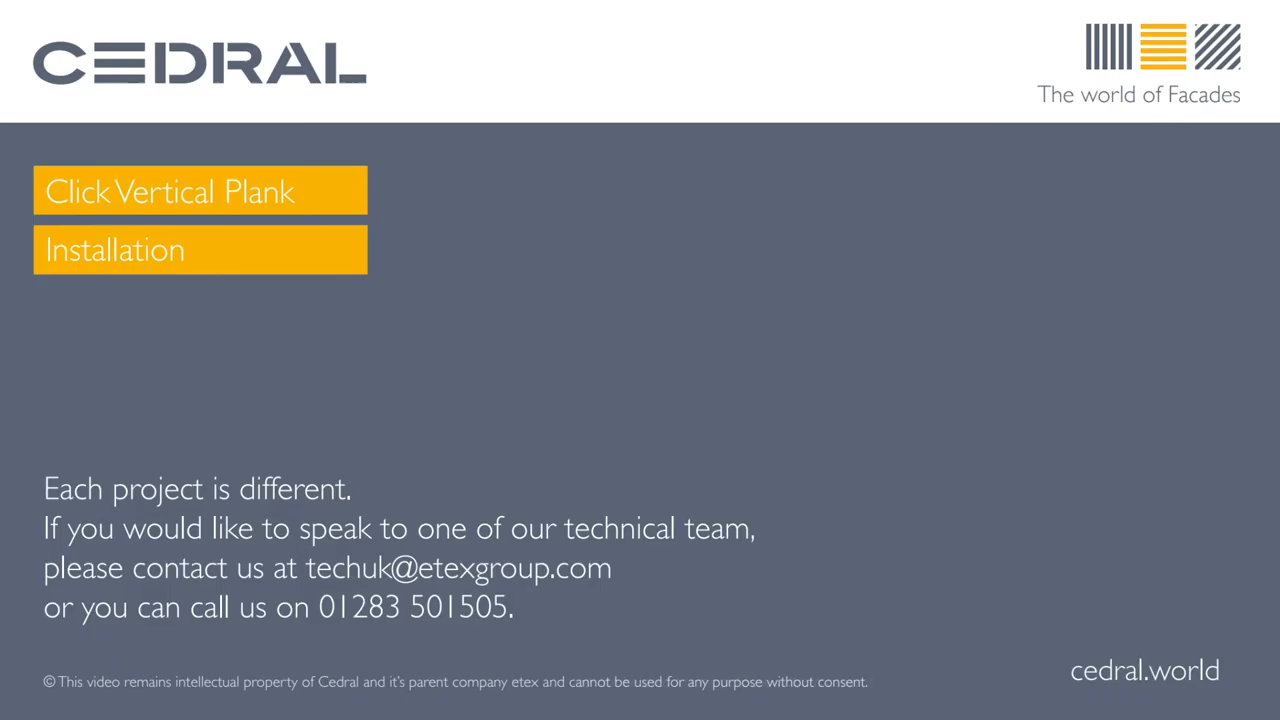 CEDRAL
The world of Facades
Click Vertical Plank
Installation
Each project is different.
If you would like to speak to one of our technical team,
please contact us at techuk@etexgroup.com
or you can call us on 01283 501505.
cedral.world
© This video remains intellectual property of Cedral and it's parent company etex and cannot be used for any purpose without consent.